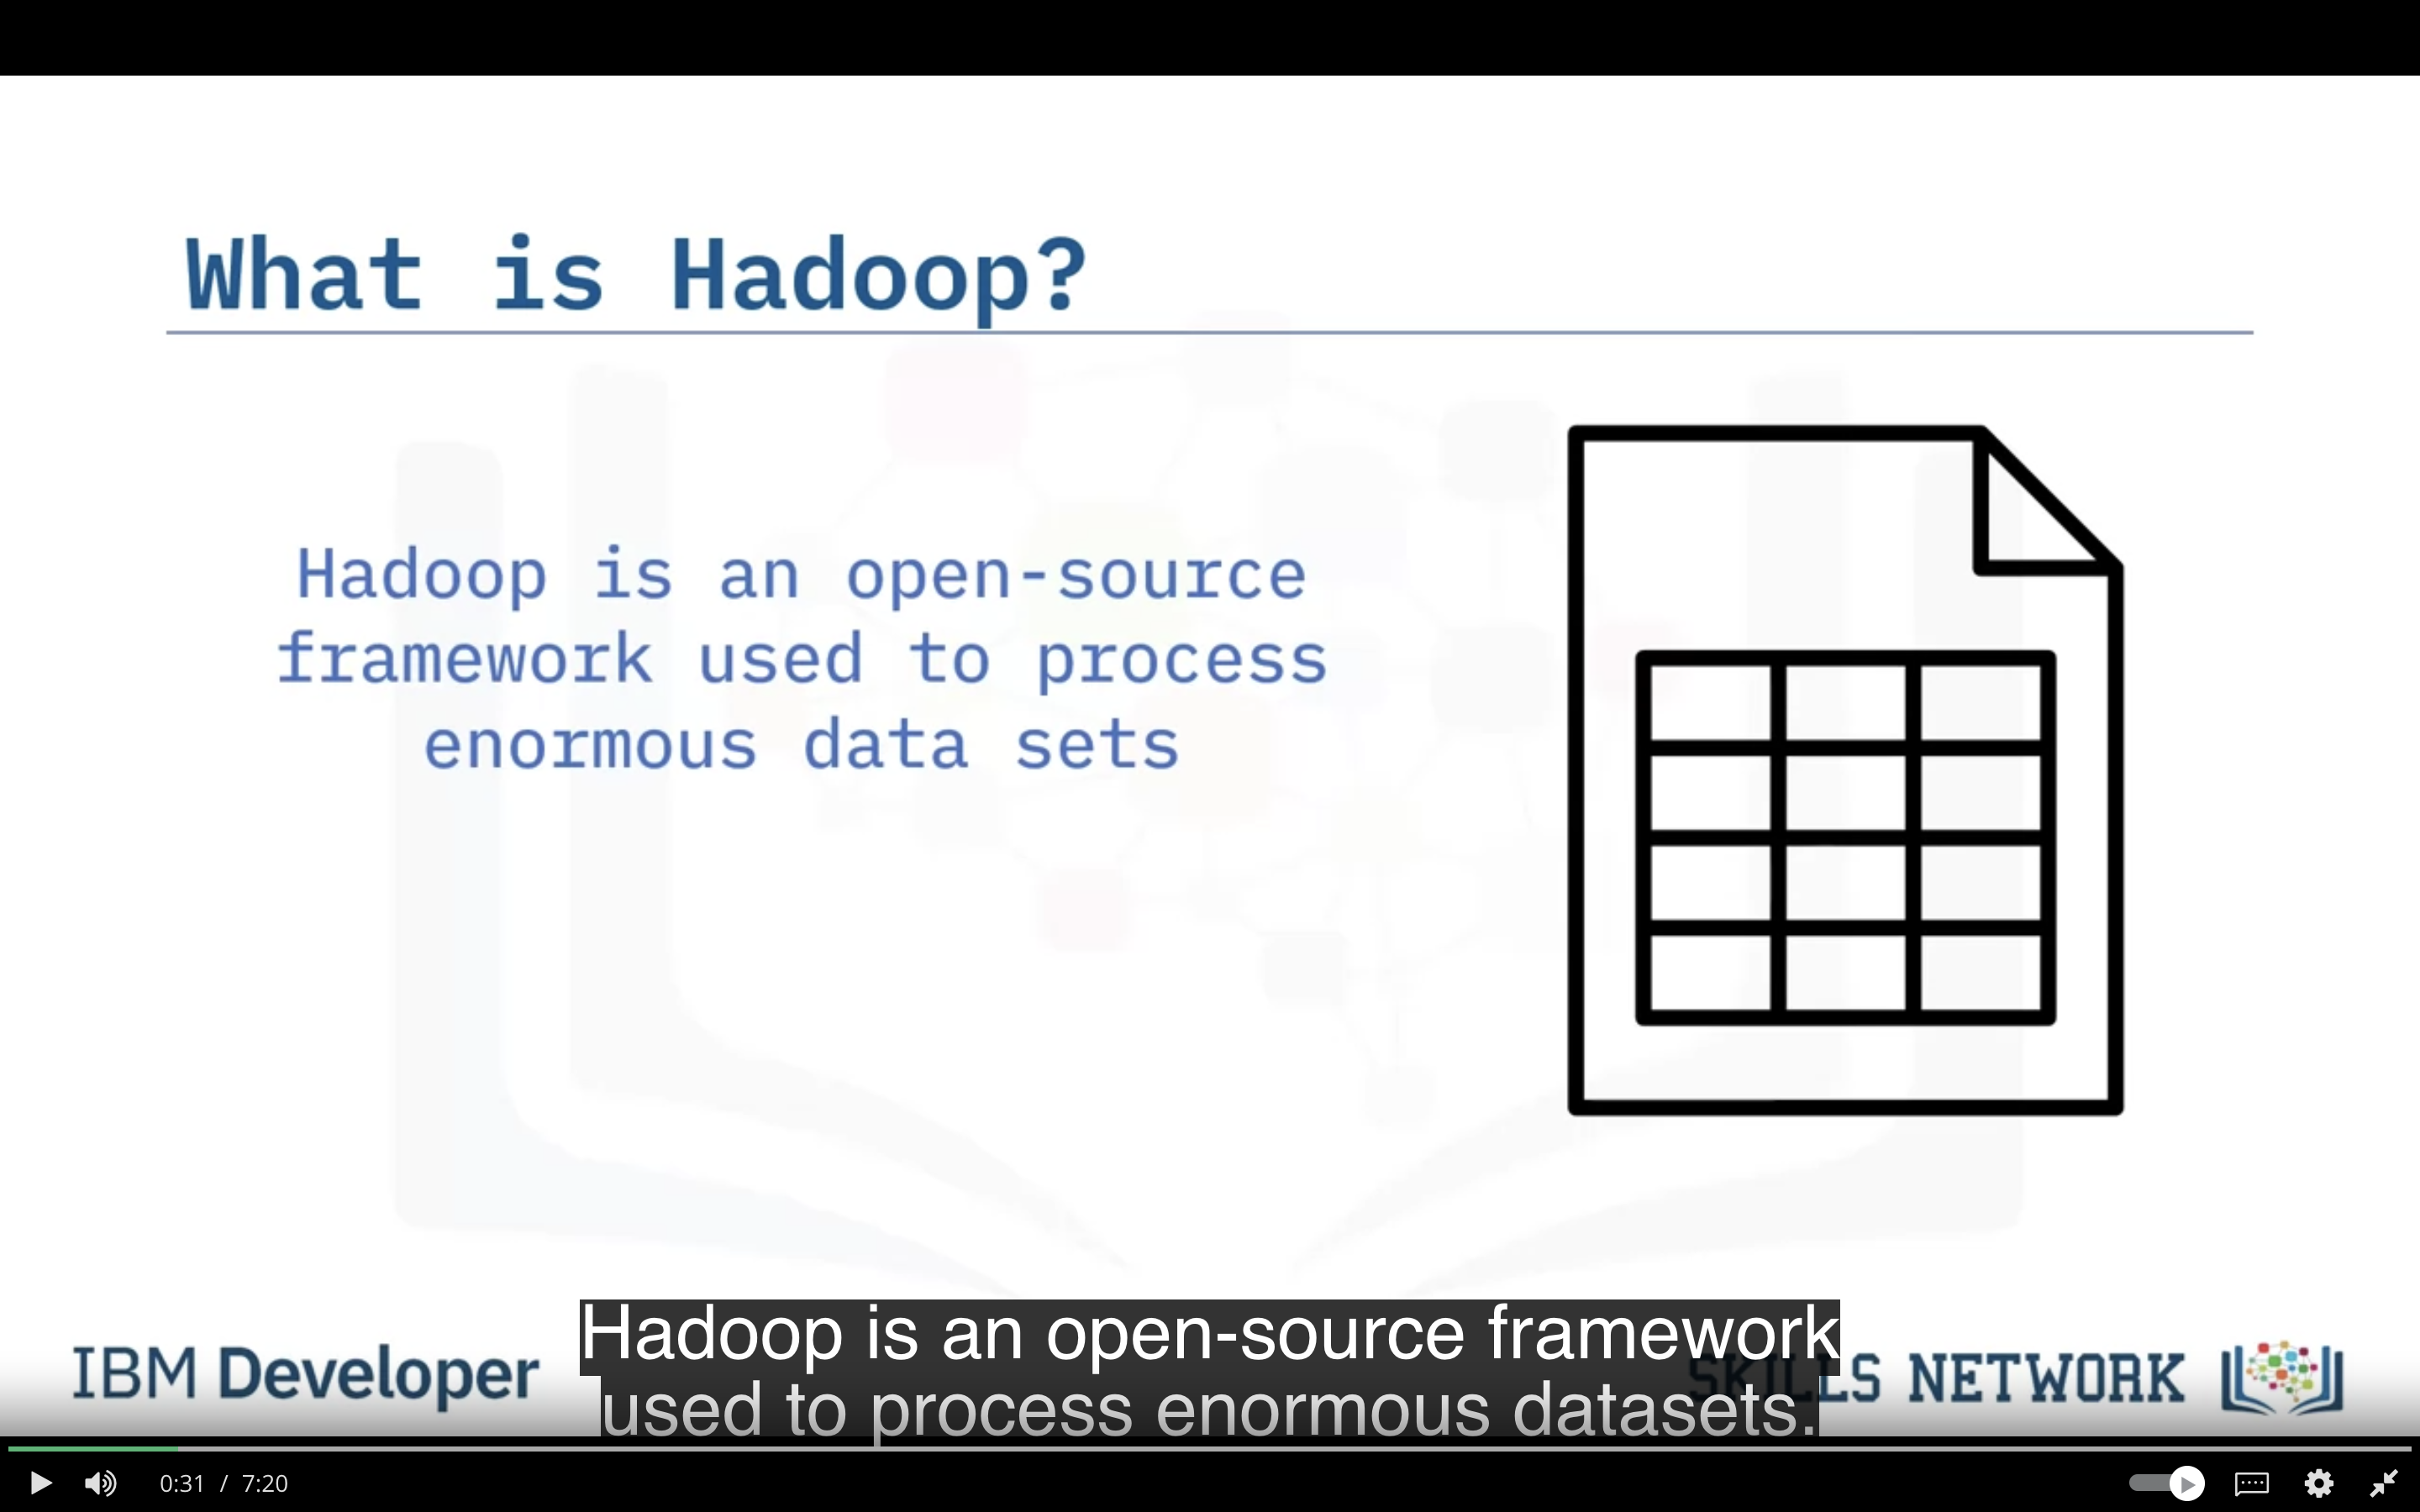 What is Hadoop?
Hadoop is an open-source
framework used to process
enormous data sets
Hadoop is an open-source framework
used to process enormous datasets.
IBM Developer
SKILLS NETWORK
0:31 / 7:20